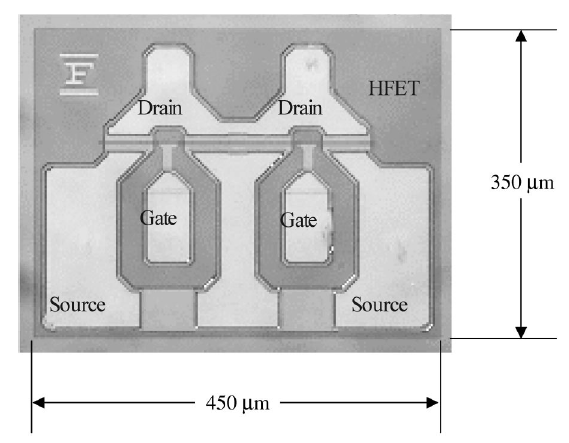 F
HFET
Drain
Drain
350 μm
Gate
Gate
Source
Source
450 μm